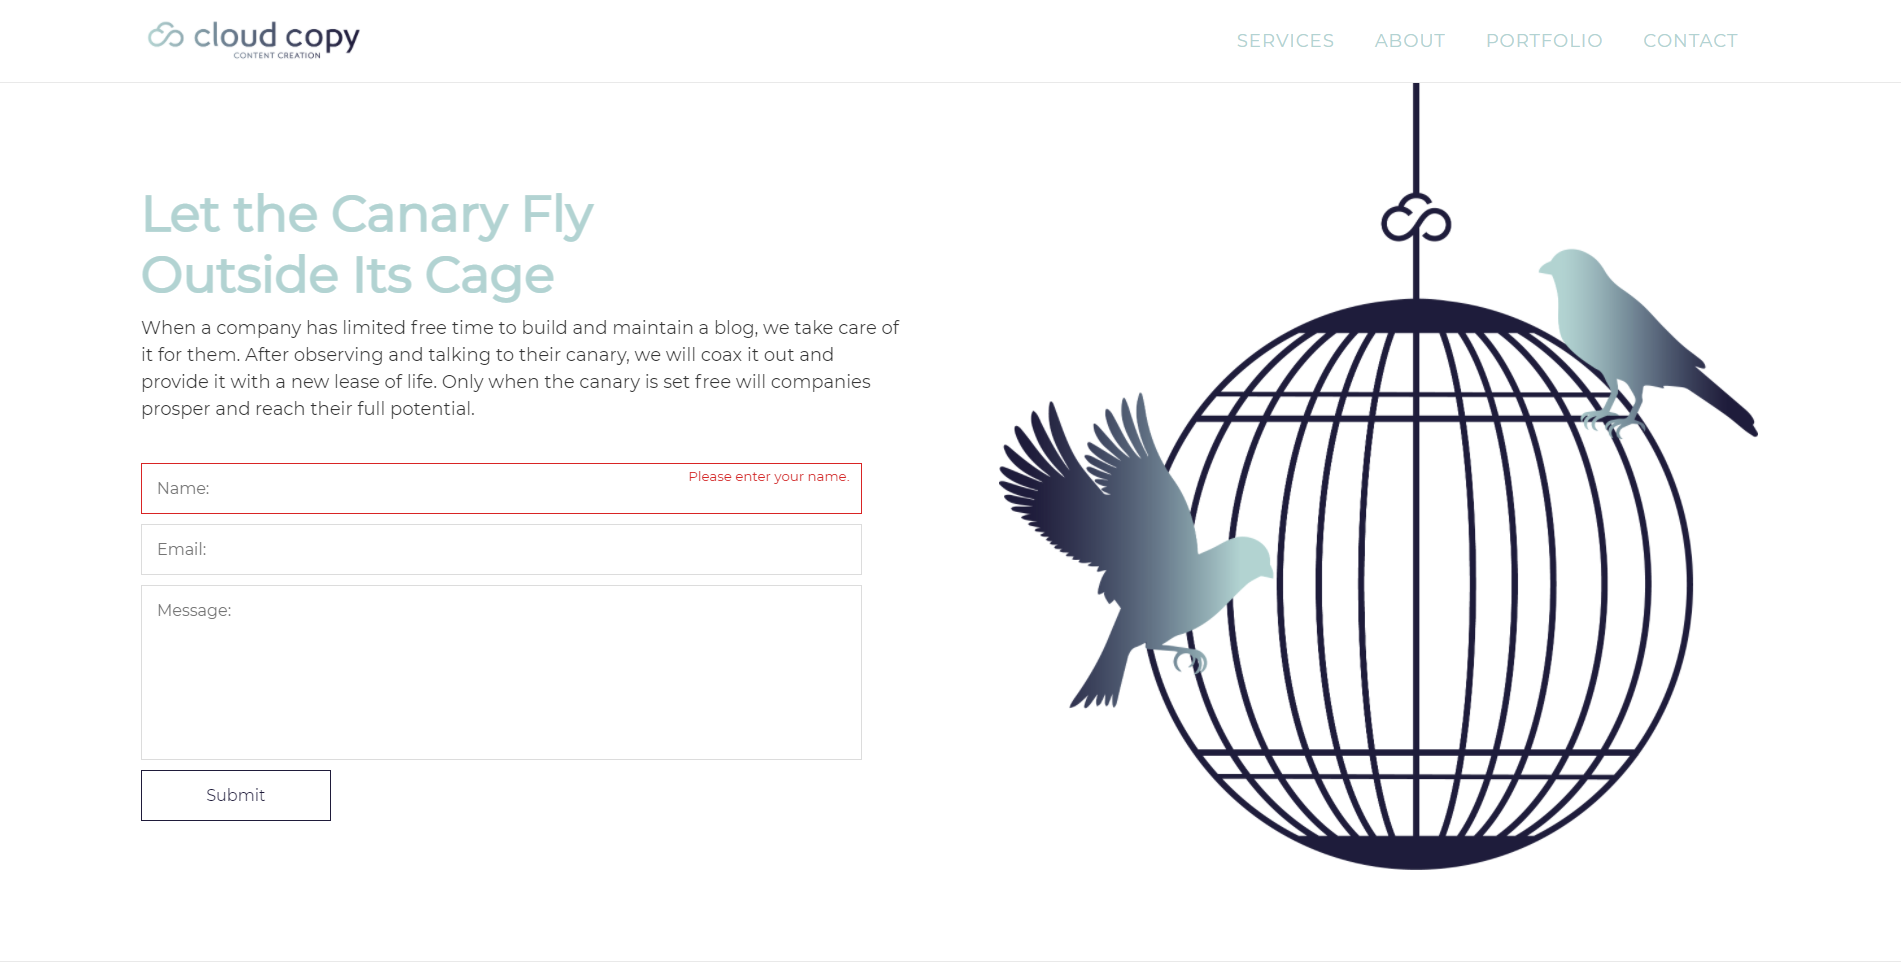 cloud copy
CONTENT CREATION
SERVICES ABOUT PORTFOLIO CONTACT
Let the Canary Fly
Outside Its Cage
When a company has limited free time to build and maintain a blog, we take care of
it for them. After observing and talking to their canary, we will coax it out and
provide it with a new lease of life. Only when the canary is set free will companies
prosper and reach their full potential.
Please enter your name.
Name:
Email:
Message:
Submit